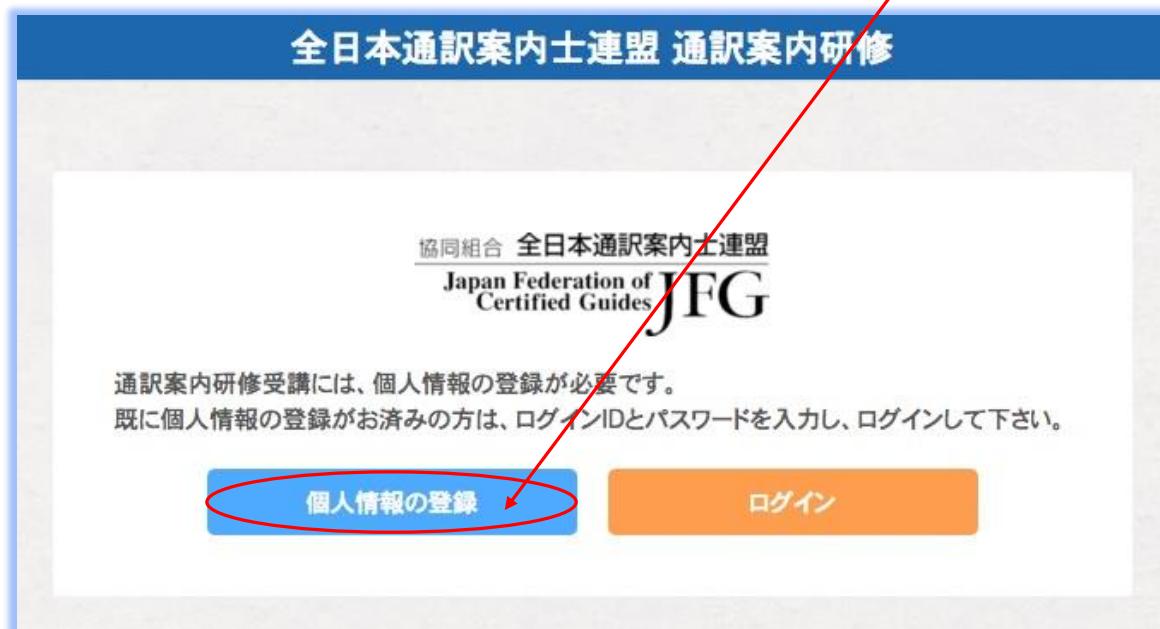 全日本通訳案内士連盟 通訳案内研修
協同組合 全日本通訳案内士連盟
Japan Federation of
Certified Guides JFG
通訳案内研修受講には、個人情報の登録が必要です。
既に個人情報の登録がお済みの方は、ログインIDとパスワードを入力し、ログインして下さい。
個人情報の登録
ログイン